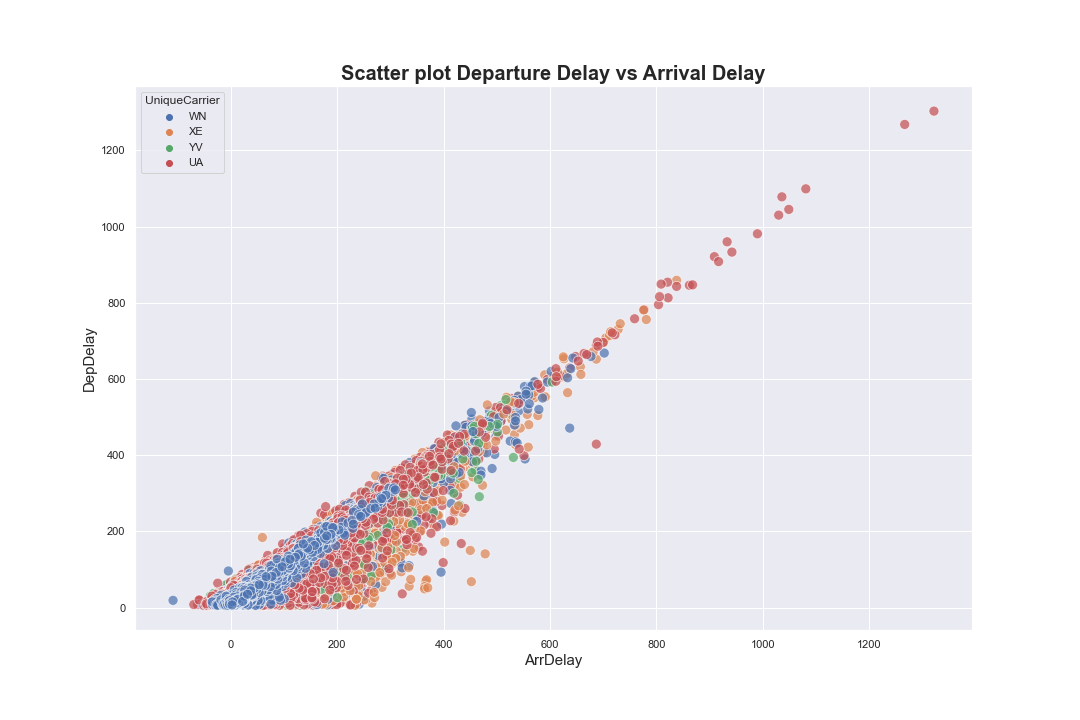 Scatter plot Departure Delay vs Arrival Delay
UniqueCarrier
WN
XE
YV
UA
DepDelay
1200
1000
800
600
400
200
0
0 200 400 600 800 1000 1200
ArrDelay